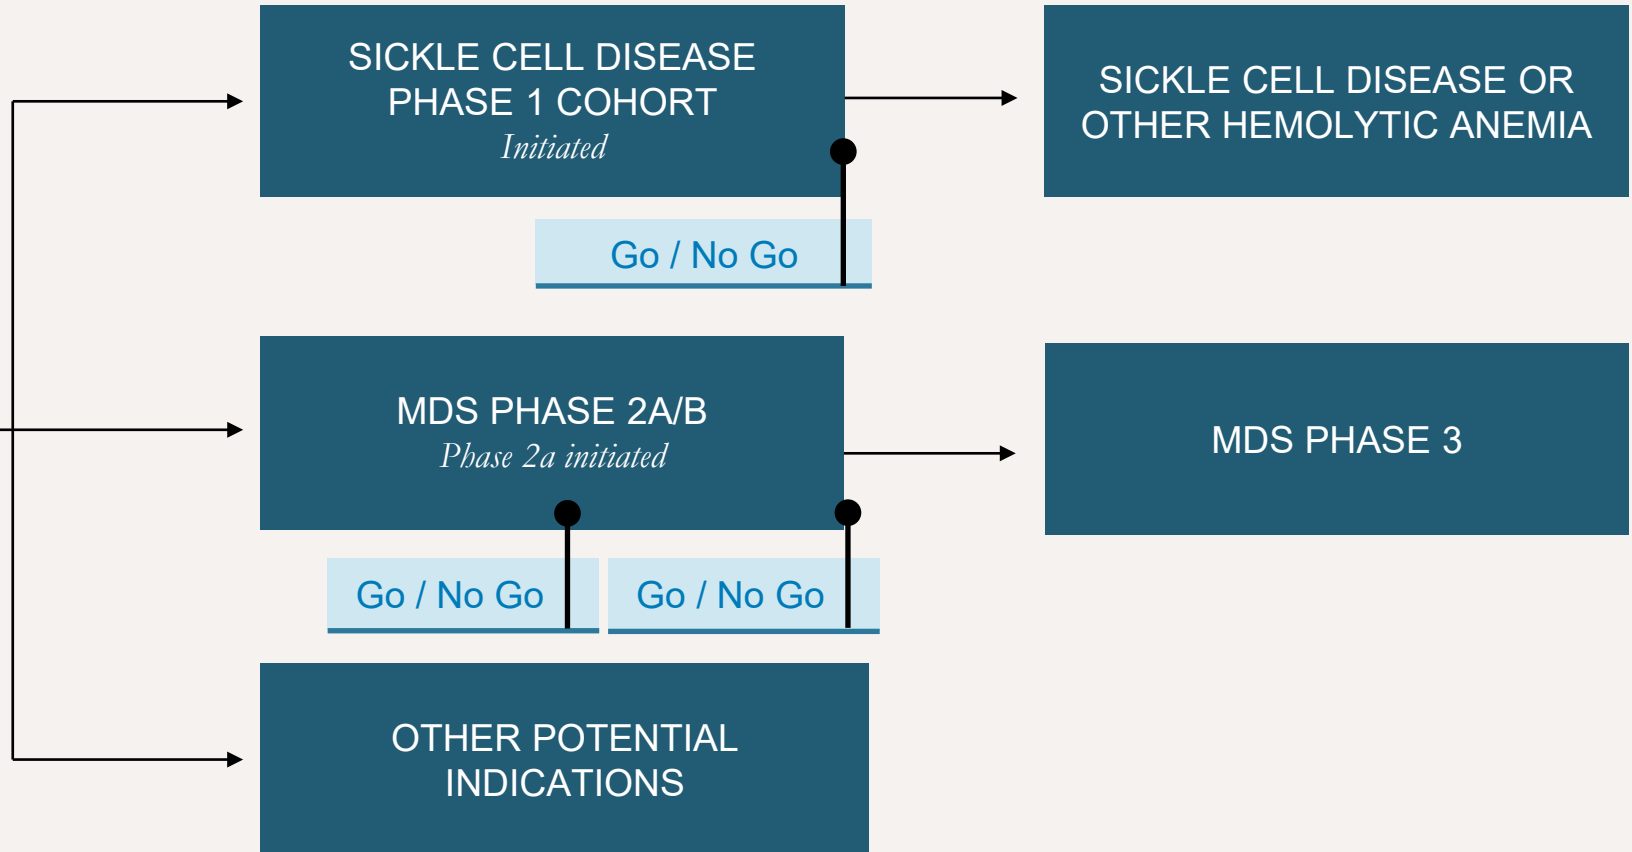 SICKLE CELL DISEASE
PHASE 1 COHORT
Initiated
SICKLE CELL DISEASE OR
OTHER HEMOLYTIC ANEMIA
Go / No Go
MDS PHASE 2A/B
Phase 2a initiated
MDS PHASE 3
Go / No Go
Go / No Go
OTHER POTENTIAL
INDICATIONS